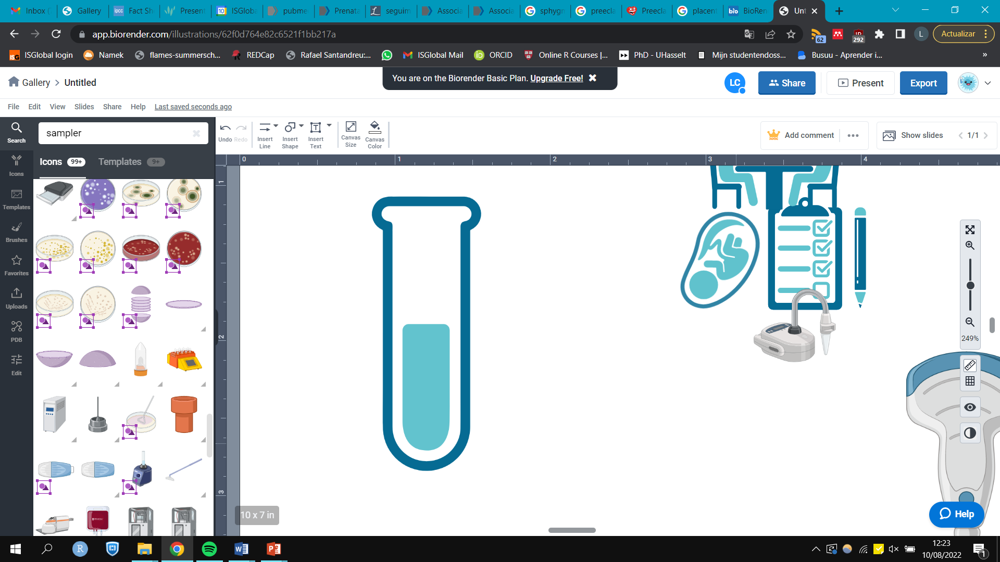 Inbox (
Gallery
Fact Sh
Present
ISGloba
pubme
Prenata
seguim
Associa
Associa
sphygn
preecla
Preecla
placent
BioRen
Unt
app.biorender.com/illustrations/62f0d764e82c6521f1bb217a
62
292
L
Actualizar
ISGlobal login
Namek
flames-summersch...
REDCap
Rafael Santandreu:...
ISGlobal Mail
ORCID
Online R Courses |...
PhD - UHasselt
Mijn studentendoss...
Busuu - Aprender i...
»
Gallery > Untitled
You are on the Biorender Basic Plan. Upgrade Free!
LC
Share
Present
Export
File
Edit
View
Slides
Share
Help
Last saved seconds ago
Search
sampler
Undo
Redo
Insert Line
Insert Shape
Insert Text
Canvas Size
Canvas Color
Add comment
Show slides
1/1
Icons 99+
Templates 9+
Icons
Templates
Brushes
Favorites
Uploads
PDB
Edit
0
1
2
3
4
1
2
3
249%
10 x 7 in
Help
12:23
10/08/2022
1